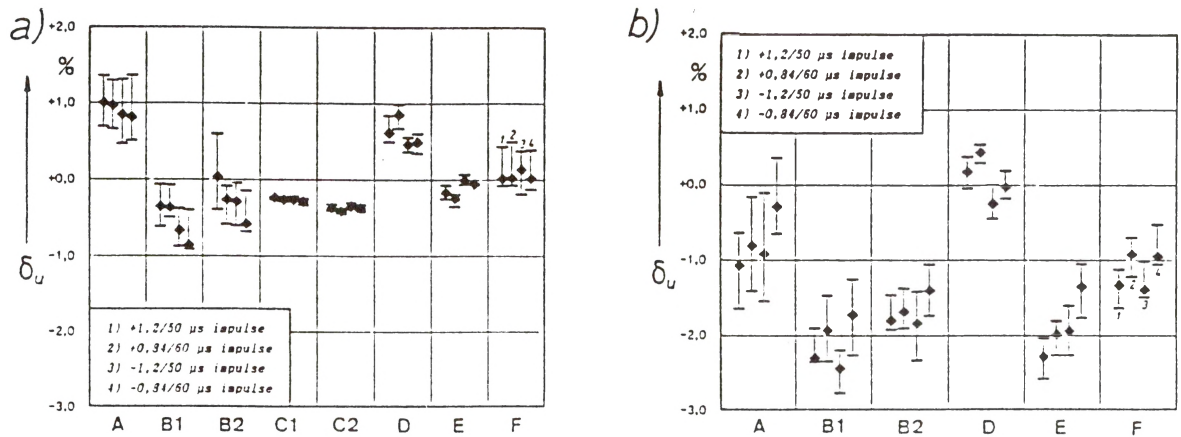 a)
+2.0
%
+1,0
+0.0
-1,0
δu
-2,0
-3.0
1 2 3 4
1) +1,2/50 µs impulse
2) +0,84/60 µs impulse
3) -1,2/50 µs impulse
4) -0,84/60 µs impulse
A B1 B2 C1 C2 D E F
b)
+2.0
%
+1.0
+0.0
-1.0
δu
-2.0
-3.0
1) +1,2/50 µs impulse
2) +0,84/60 µs impulse
3) -1,2/50 µs impulse
4) -0,84/60 µs impulse
1 2 3 4
A B1 B2 D E F